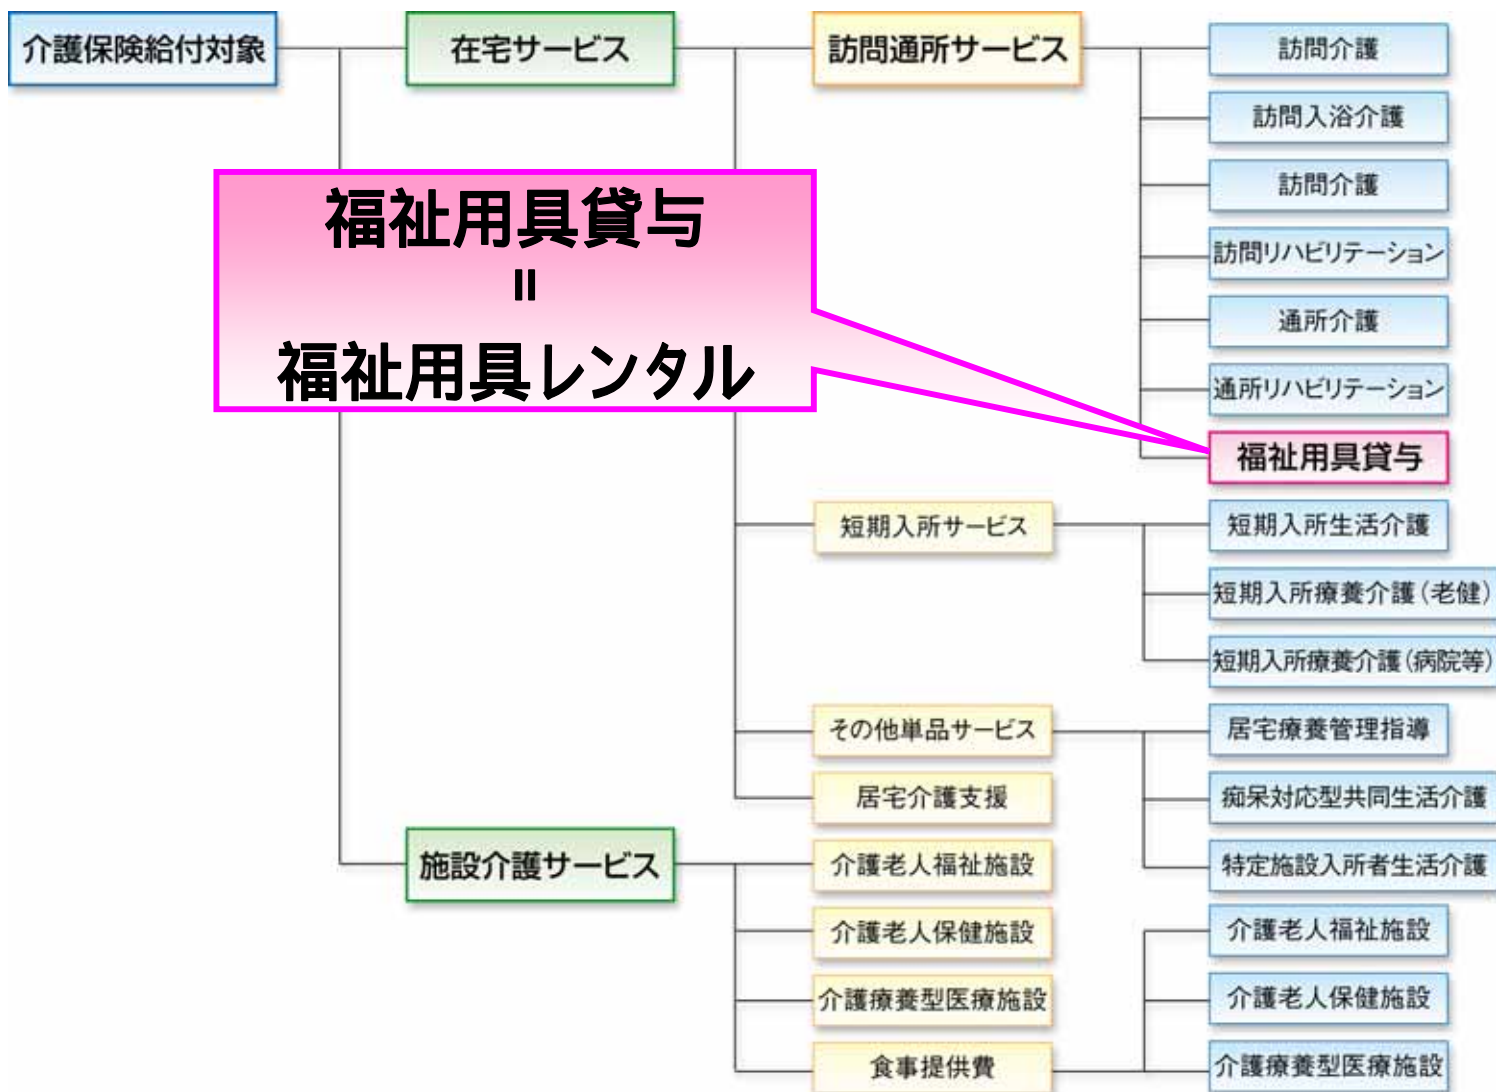 介護保険給付対象
在宅サービス
訪問通所サービス
訪問介護
訪問入浴介護
訪問介護
訪問リハビリテーション
通所介護
通所リハビリテーション
福祉用具貸与
福祉用具貸与
=
福祉用具レンタル
短期入所サービス
短期入所生活介護
短期入所療養介護(老健)
短期入所療養介護(病院等)
その他単品サービス
居宅療養管理指導
痴呆対応型共同生活介護
特定施設入所者生活介護
居宅介護支援
施設介護サービス
介護老人福祉施設
介護老人保健施設
介護療養型医療施設
食事提供費
介護老人福祉施設
介護老人保健施設
介護療養型医療施設